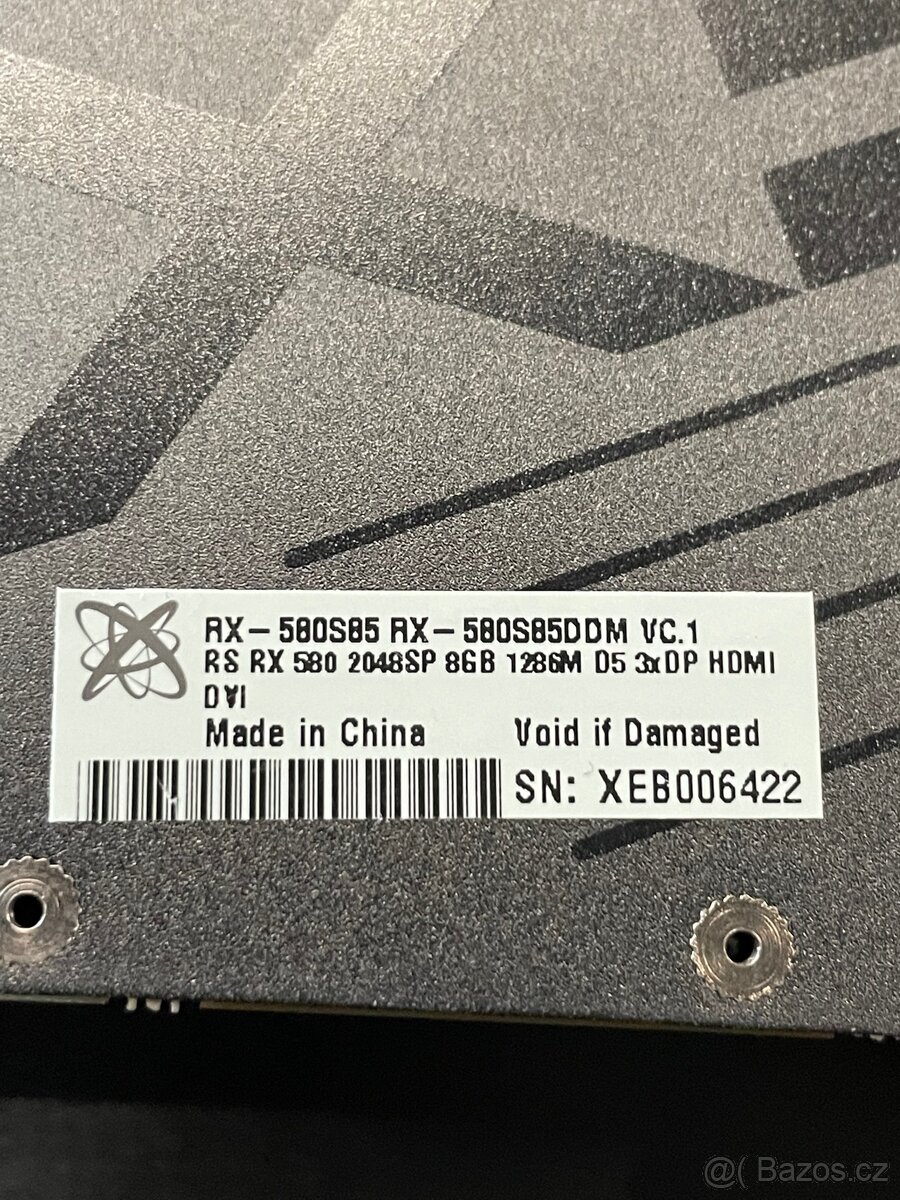 RX-580S85 RX-580S85DDM VC.1
RS RX 580 2048SP 8GB 1286M D5 3xDP HDMI
DVI
Made in China Void if Damaged
SN: XEB006422
@( Bazos.cz